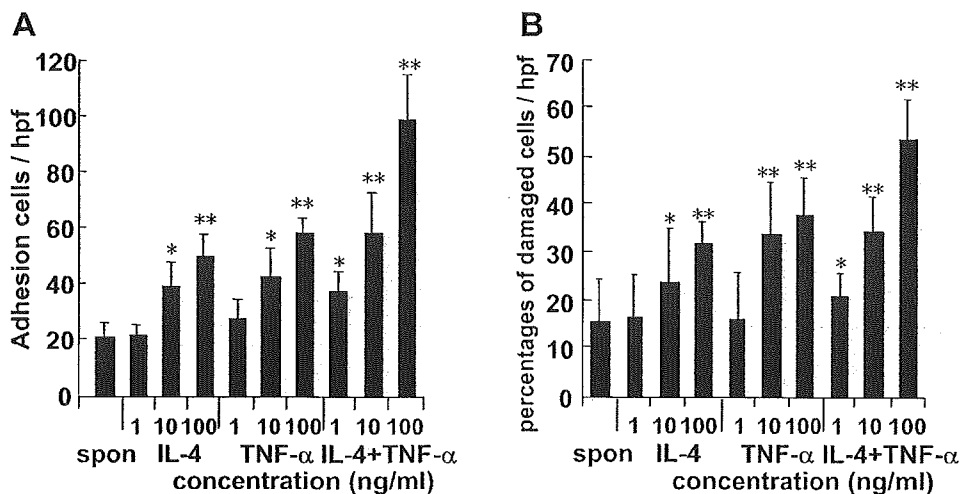 A
Adhesion cells / hpf
120
100
80
60
40
20
0
** 
* ** * ** * **
1 10 100 1 10 100 1 10 100
spon IL-4 TNF-α IL-4+TNF-α
concentration (ng/ml)
B
percentages of damaged cells / hpf
70
60
50
40
30
20
10
0
**
* ** ** ** * **
1 10 100 1 10 100 1 10 100
spon IL-4 TNF-α IL-4+TNF-α
concentration (ng/ml)